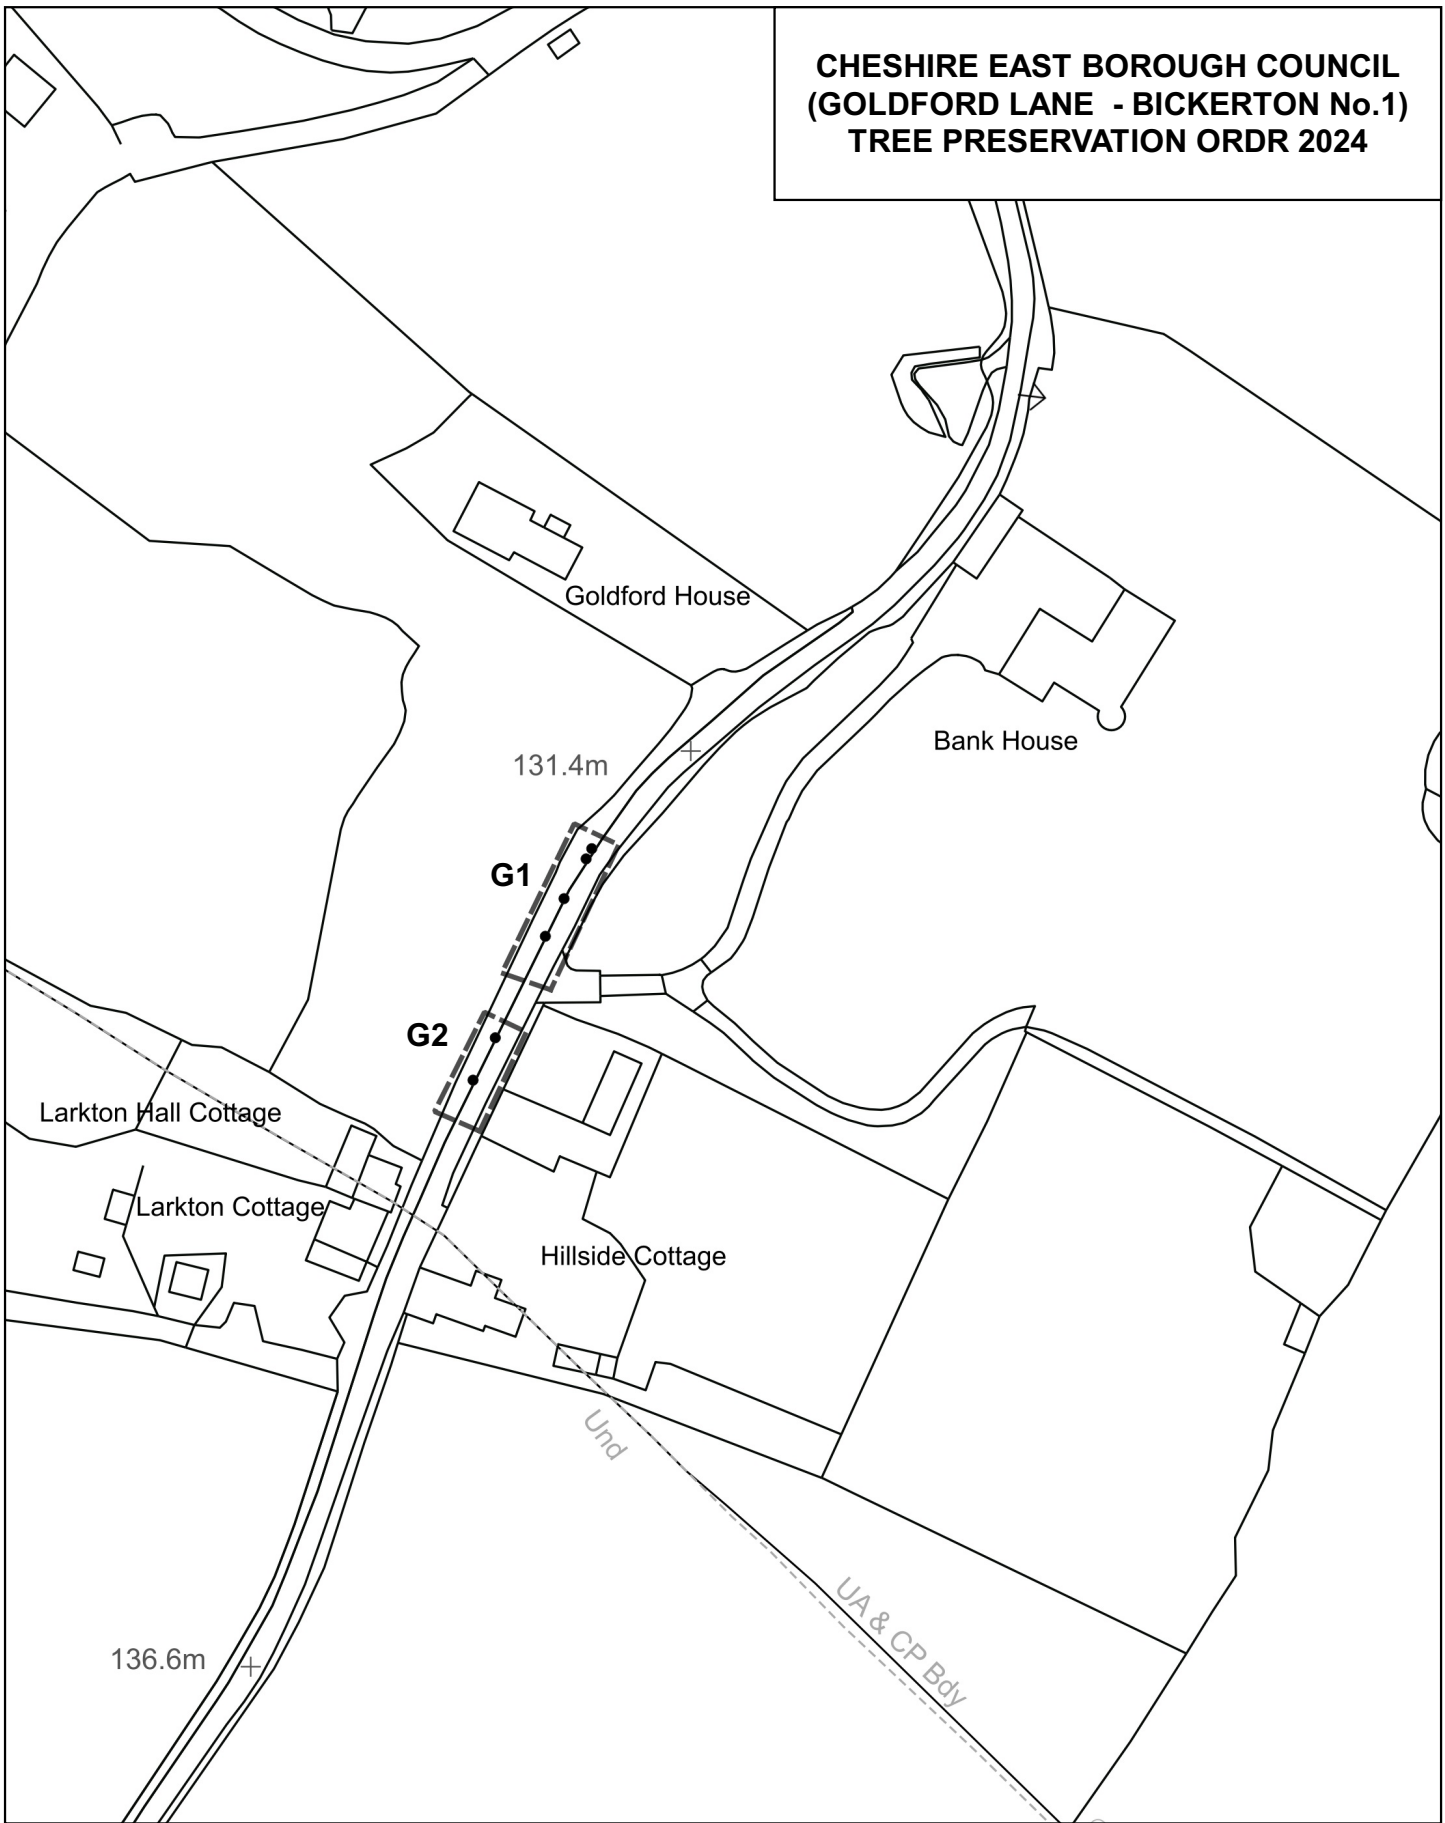 CHESHIRE EAST BOROUGH COUNCIL
(GOLDFORD LANE - BICKERTON No.1)
TREE PRESERVATION ORDR 2024
Goldford House
Bank House
131.4m
G1
G2
Larkton Hall Cottage
Larkton Cottage
Hillside Cottage
Und
UA & CP Bdy
136.6m